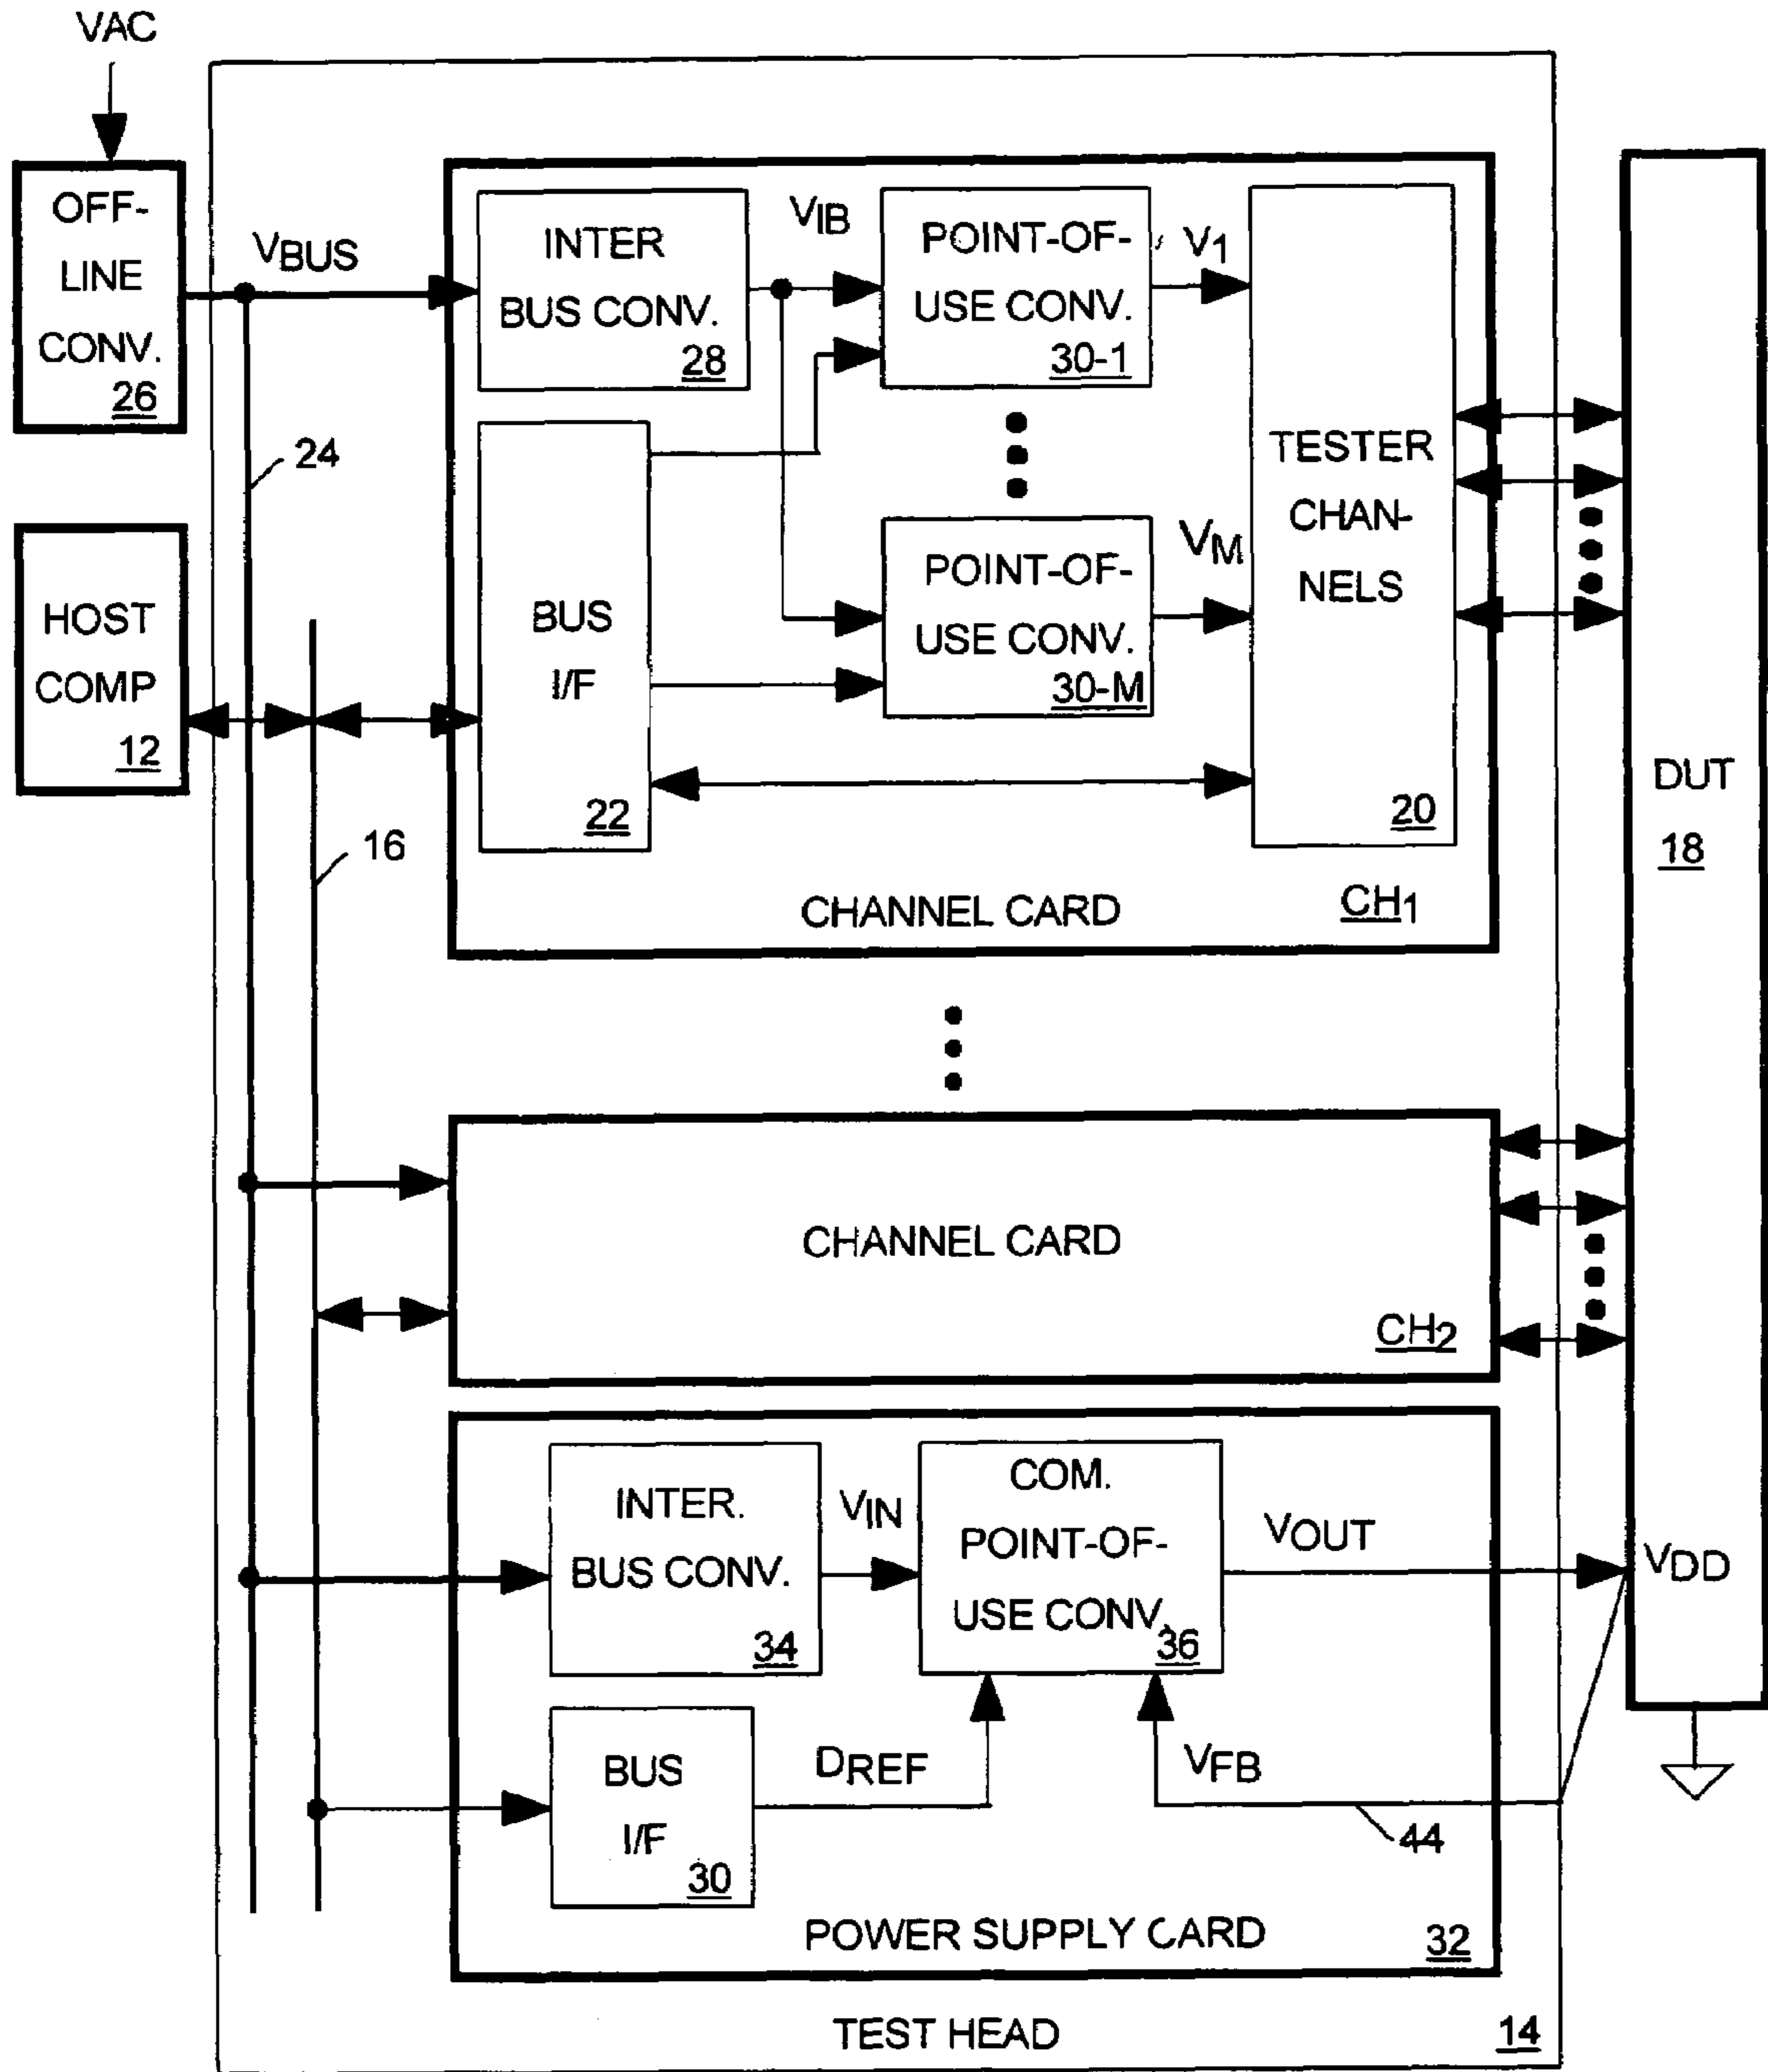 VAC
OFF-
LINE
CONV.
26
VBUS
24
HOST
COMP
12
16
INTER
BUS CONV.
28
VIB
POINT-OF-
USE CONV.
30-1
V1
BUS
I/F
22
POINT-OF-
USE CONV.
30-M
VM
TESTER
CHAN-
NELS
20
CHANNEL CARD
CH1
DUT
18
CHANNEL CARD
CH2
INTER.
BUS CONV.
34
VIN
COM.
POINT-OF-
USE CONV.
36
VOUT
VDD
BUS
I/F
30
DREF
VFB
44
POWER SUPPLY CARD
32
TEST HEAD
14